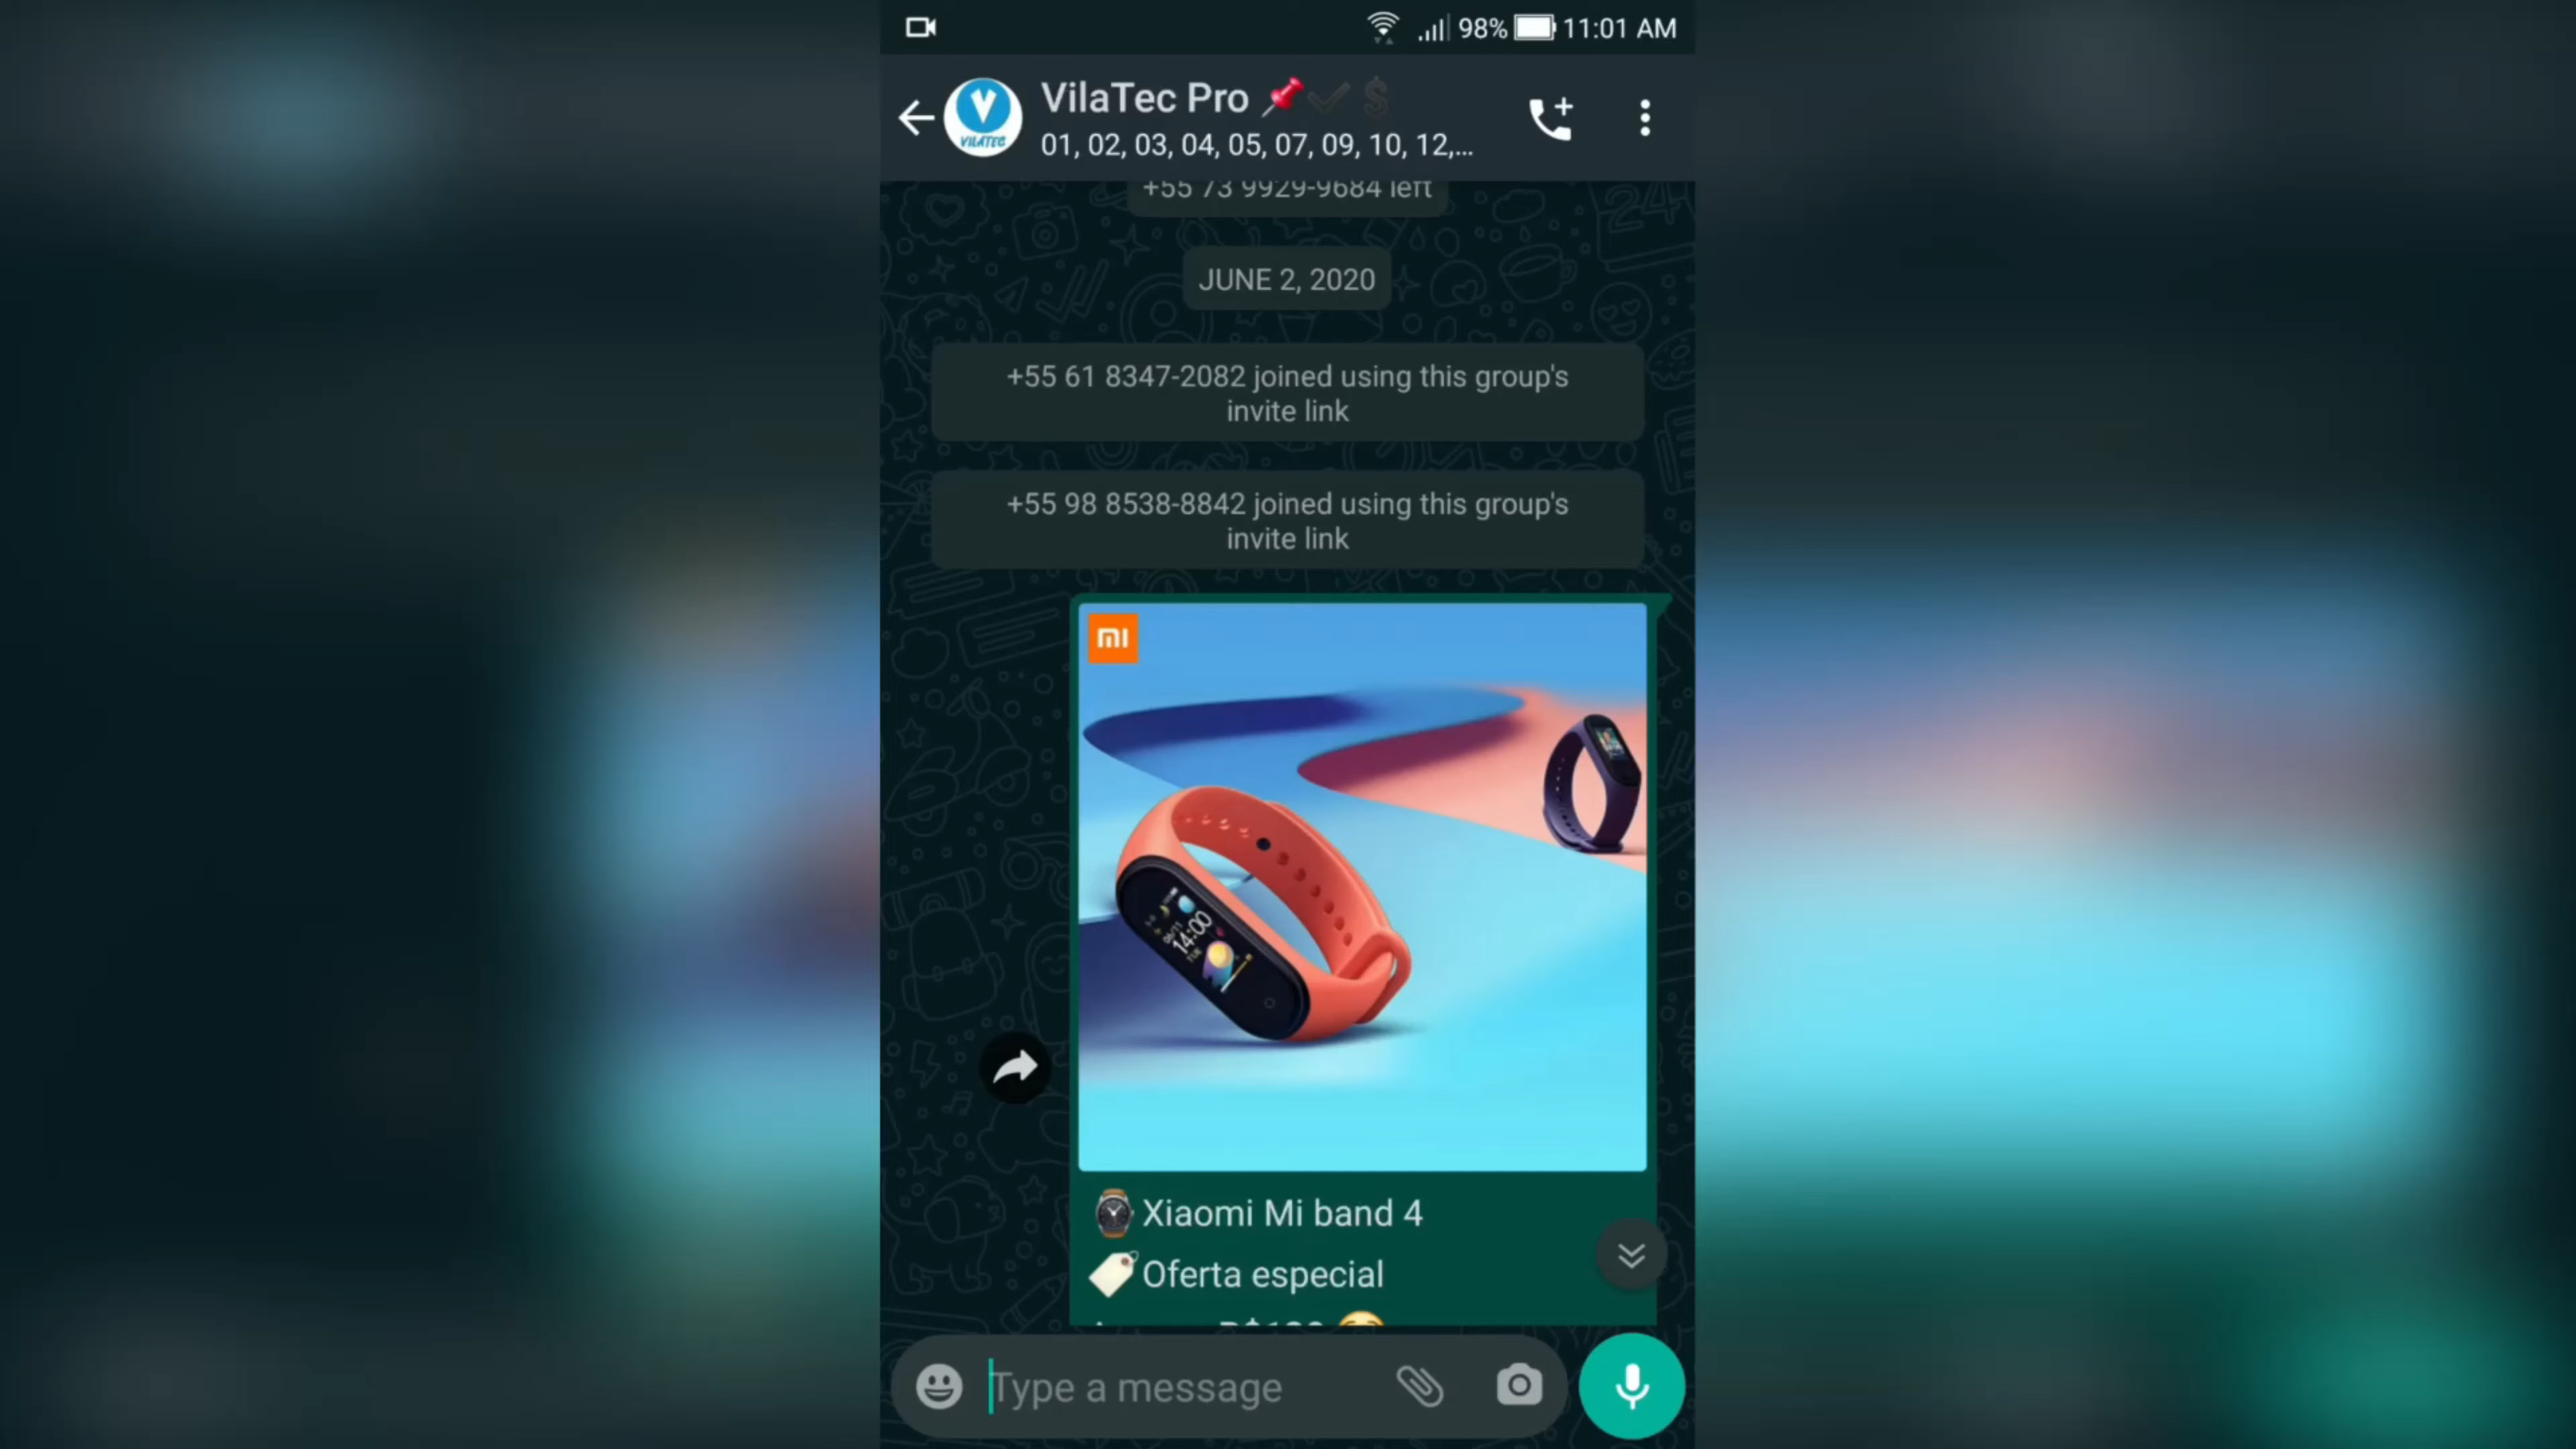 98% 11:01 AM
VilaTec Pro
VILATEC
01, 02, 03, 04, 05, 07, 09, 10, 12,...
+55 73 9929-9684 left
JUNE 2, 2020
+55 61 8347-2082 joined using this group's
invite link
+55 98 8538-8842 joined using this group's
invite link
mi
14:00
TUE
Xiaomi Mi band 4
Oferta especial
Type a message